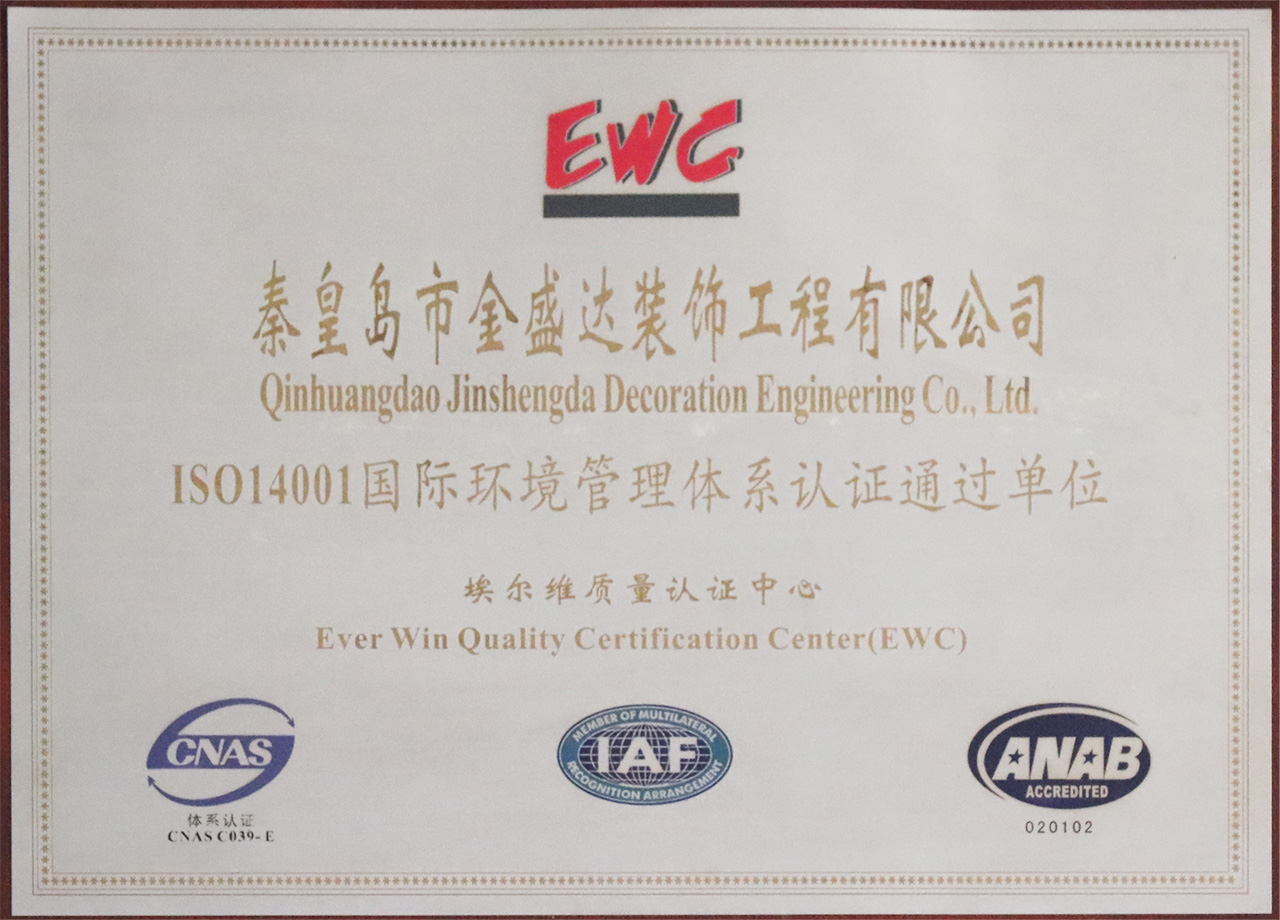 EWC
秦皇岛市金盛达装饰工程有限公司
Qinhuangdao Jinshengda Decoration Engineering Co., Ltd.
ISO14001国际环境管理体系认证通过单位
埃尔维质量认证中心
Ever Win Quality Certification Center(EWC)
CNAS
体系认证
CNAS C039-E
MEMBER OF MULTILATERAL
IAF
RECOGNITION ARRANGEMENT
ANAB
ACCREDITED
020102